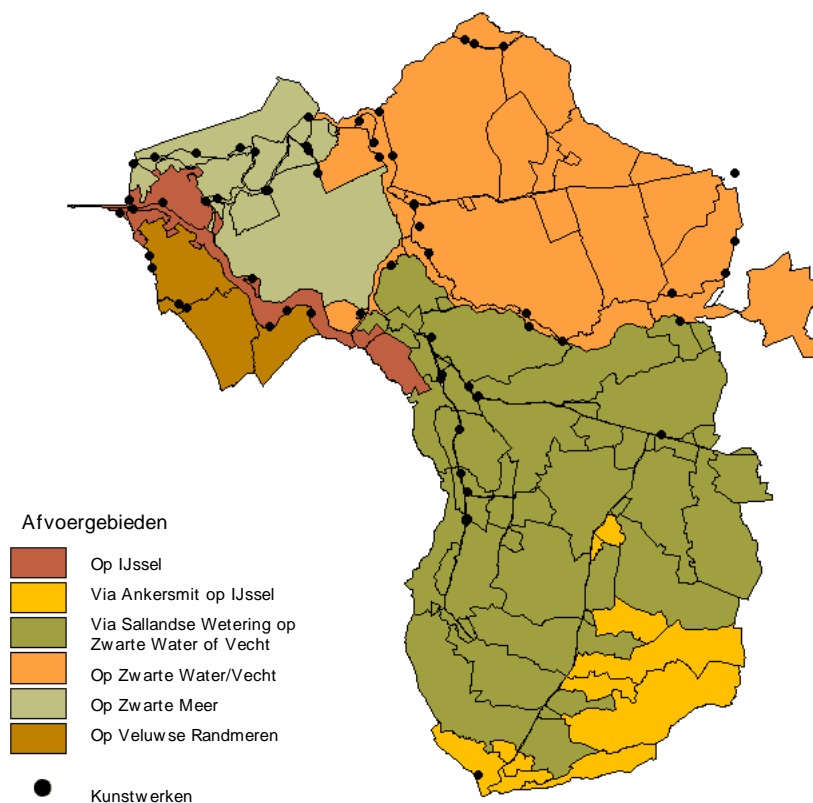 Afvoergebieden
Op IJssel
Via Ankersmit op IJssel
Via Sallandse Wetering op
Zwarte Water of Vecht
Op Zwarte Water/Vecht
Op Zwarte Meer
Op Veluwse Randmeren
Kunstwerken